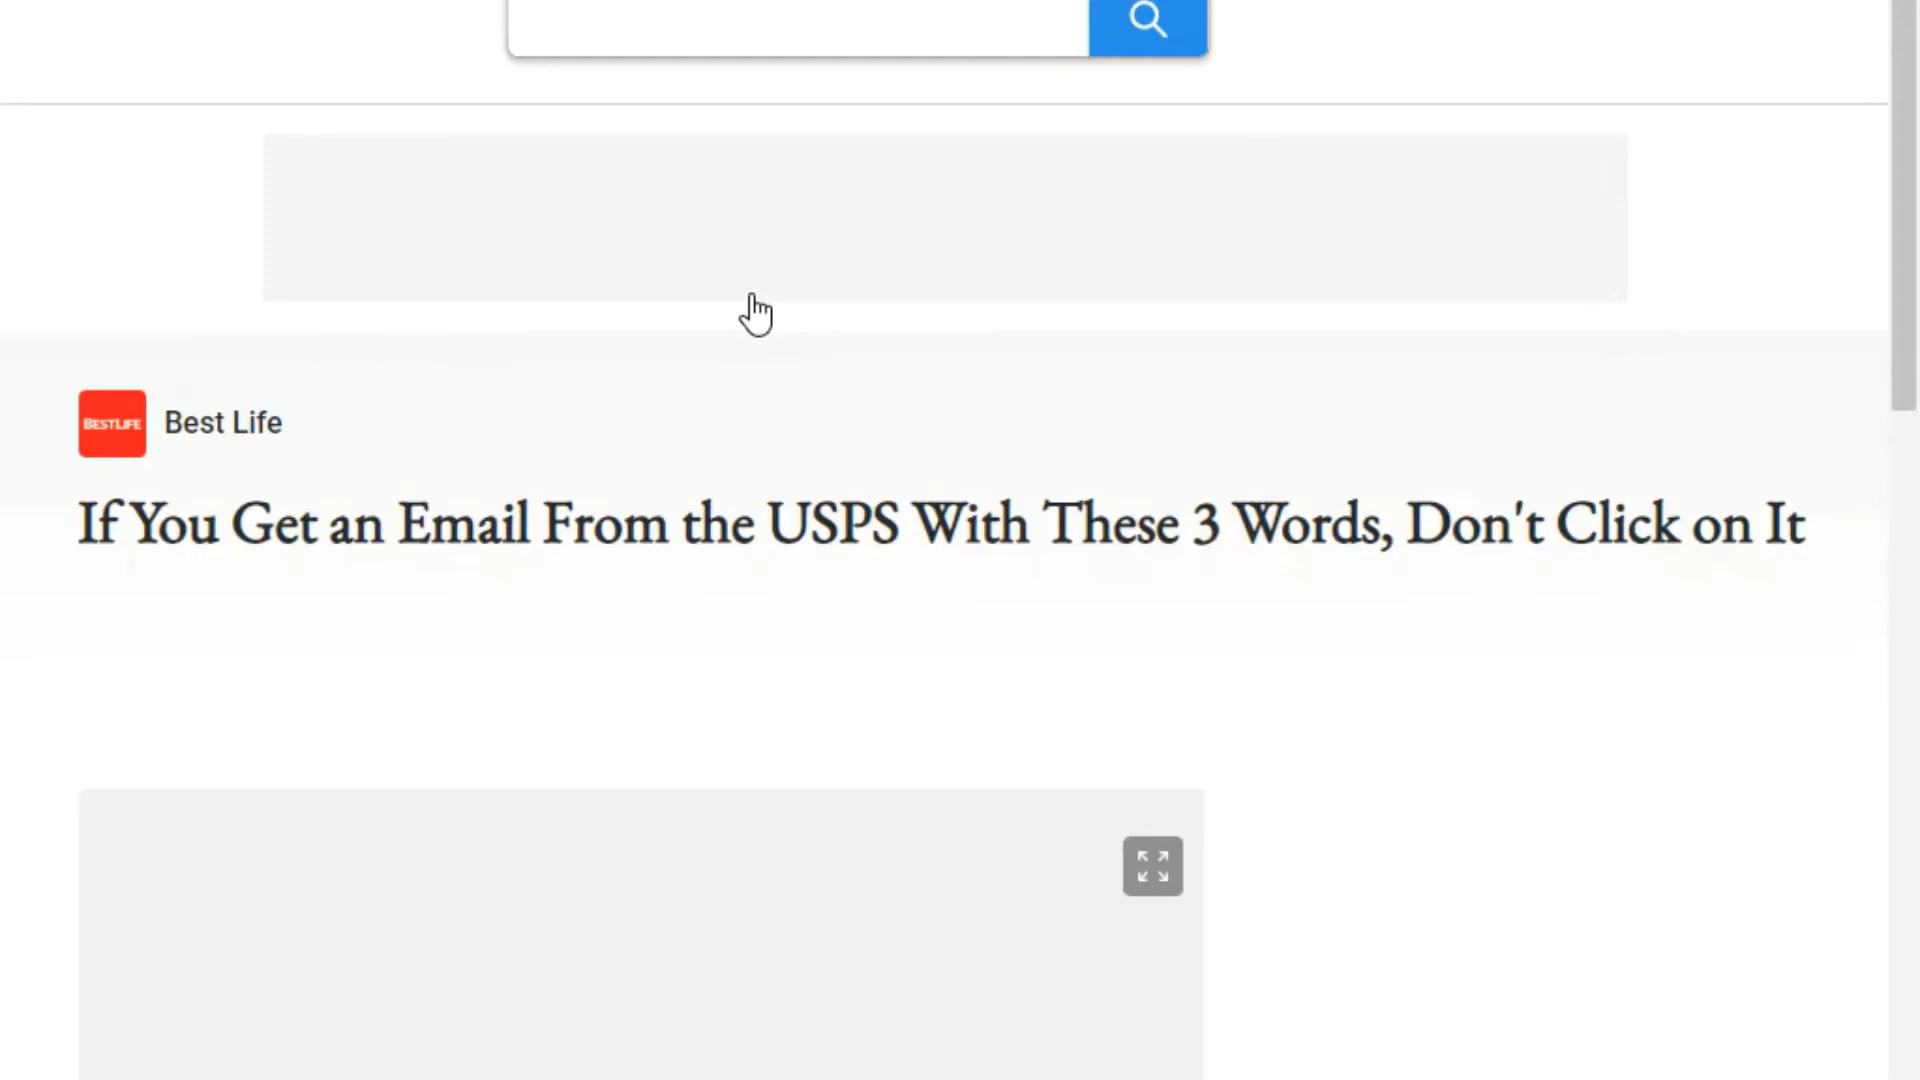 BESTLIFE
Best Life
If You Get an Email From the USPS With These 3 Words, Don't Click on It